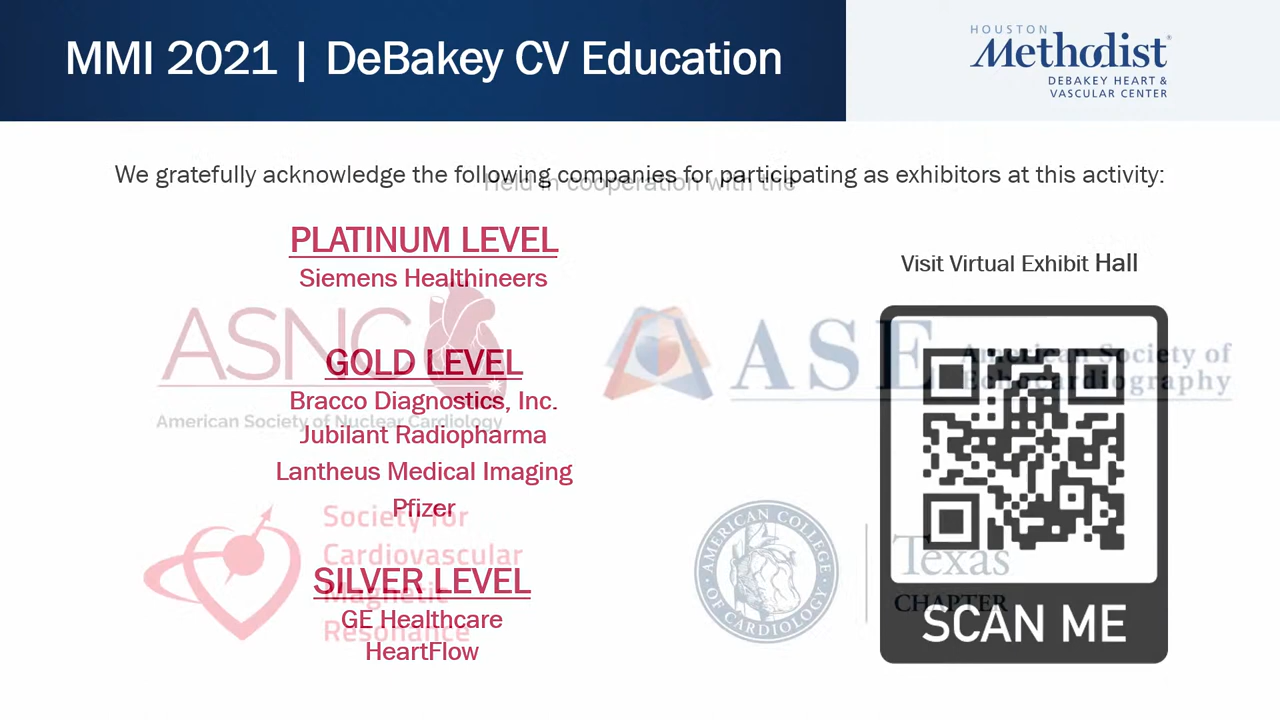 MMI 2021 | DeBakey CV Education
HOUSTON
Methodist®
DEBAKEY HEART &
VASCULAR CENTER
We gratefully acknowledge the following companies for participating as exhibitors at this activity:
Held in cooperation with the
PLATINUM LEVEL
Siemens Healthineers
Visit Virtual Exhibit Hall
ASNC
American Society of Nuclear Cardiology
ASE
American Society of
Echocardiography
GOLD LEVEL
Bracco Diagnostics, Inc.
Jubilant Radiopharma
Lantheus Medical Imaging
Pfizer
Society for
Cardiovascular
Magnetic
Resonance
AMERICAN COLLEGE
OF CARDIOLOGY
Texas
CHAPTER
SILVER LEVEL
GE Healthcare
HeartFlow
SCAN ME